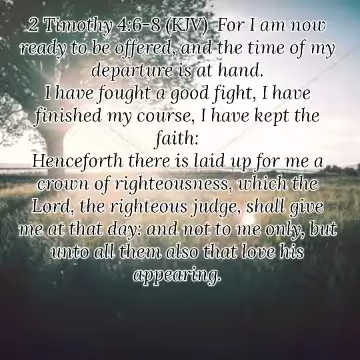 2 Timothy 4:6-8 (KJV) For I am now
ready to be offered, and the time of my
departure is at hand.
I have fought a good fight, I have
finished my course, I have kept the
faith:
Henceforth there is laid up for me a
crown of righteousness, which the
Lord, the righteous judge, shall give
me at that day: and not to me only, but
unto all them also that love his
appearing.